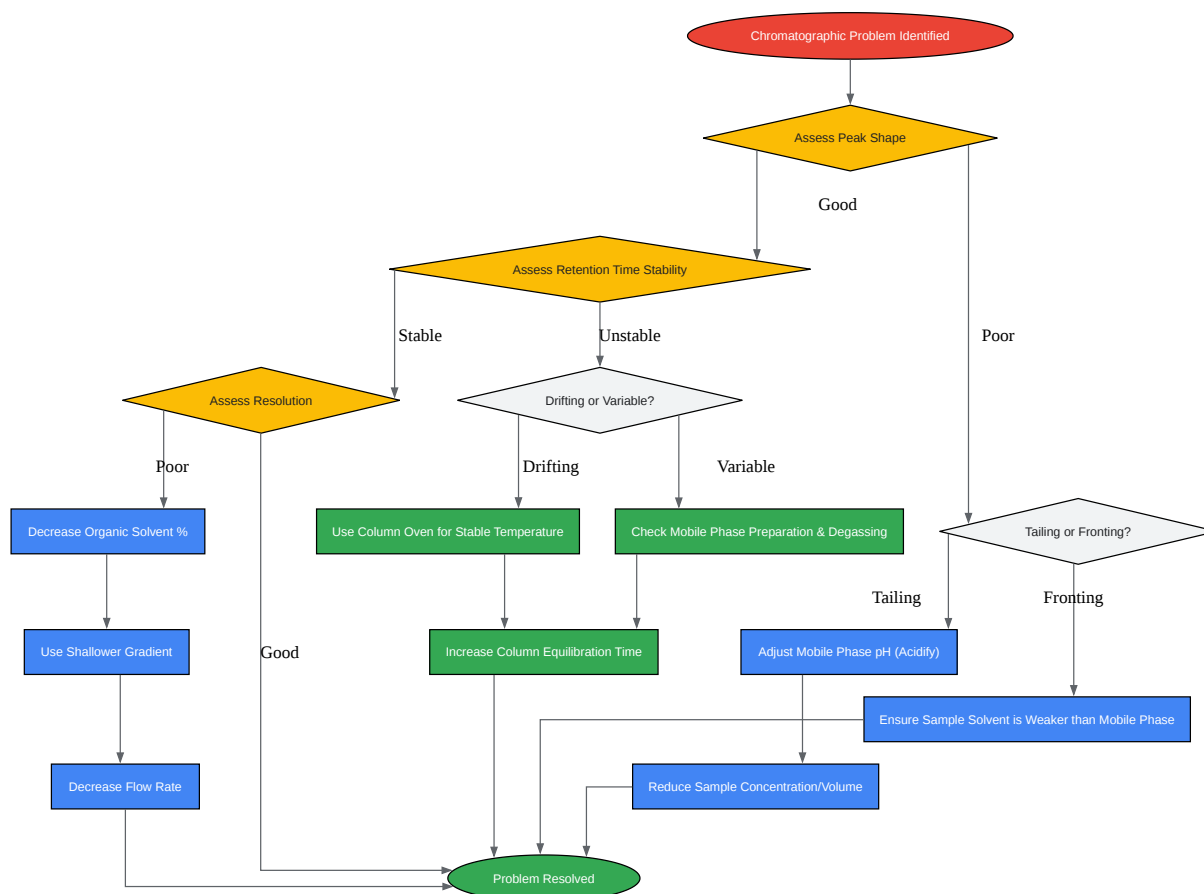 Chromatographic Problem Identified
Assess Peak Shape
Good
Assess Retention Time Stability
Stable
Unstable
Poor
Assess Resolution
Drifting or Variable?
Poor
Drifting
Variable
Decrease Organic Solvent %
Use Column Oven for Stable Temperature
Check Mobile Phase Preparation & Degassing
Tailing or Fronting?
Tailing
Fronting
Use Shallower Gradient
Good
Increase Column Equilibration Time
Adjust Mobile Phase pH (Acidify)
Ensure Sample Solvent is Weaker than Mobile Phase
Decrease Flow Rate
Reduce Sample Concentration/Volume
Problem Resolved